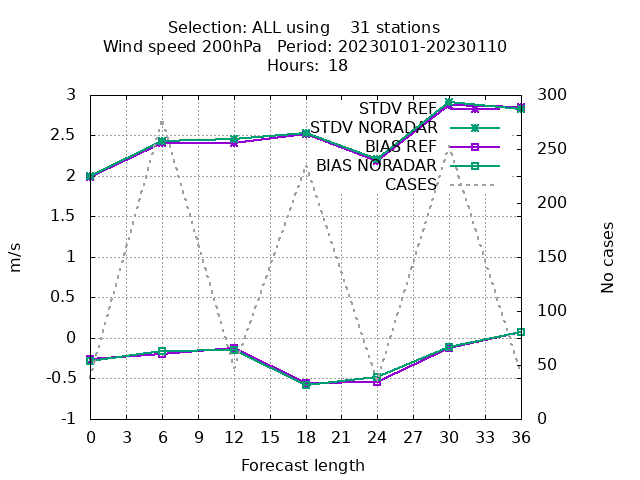 Selection: ALL using    31 stations
Wind speed 200hPa   Period: 20230101-20230110
Hours: 18
STDV REF
STDV NORADAR
BIAS REF
BIAS NORADAR
CASES
3
2.5
2
1.5
1
0.5
0
-0.5
-1
300
250
200
150
100
50
0
m/s
No cases
0 3 6 9 12 15 18 21 24 27 30 33 36
Forecast length